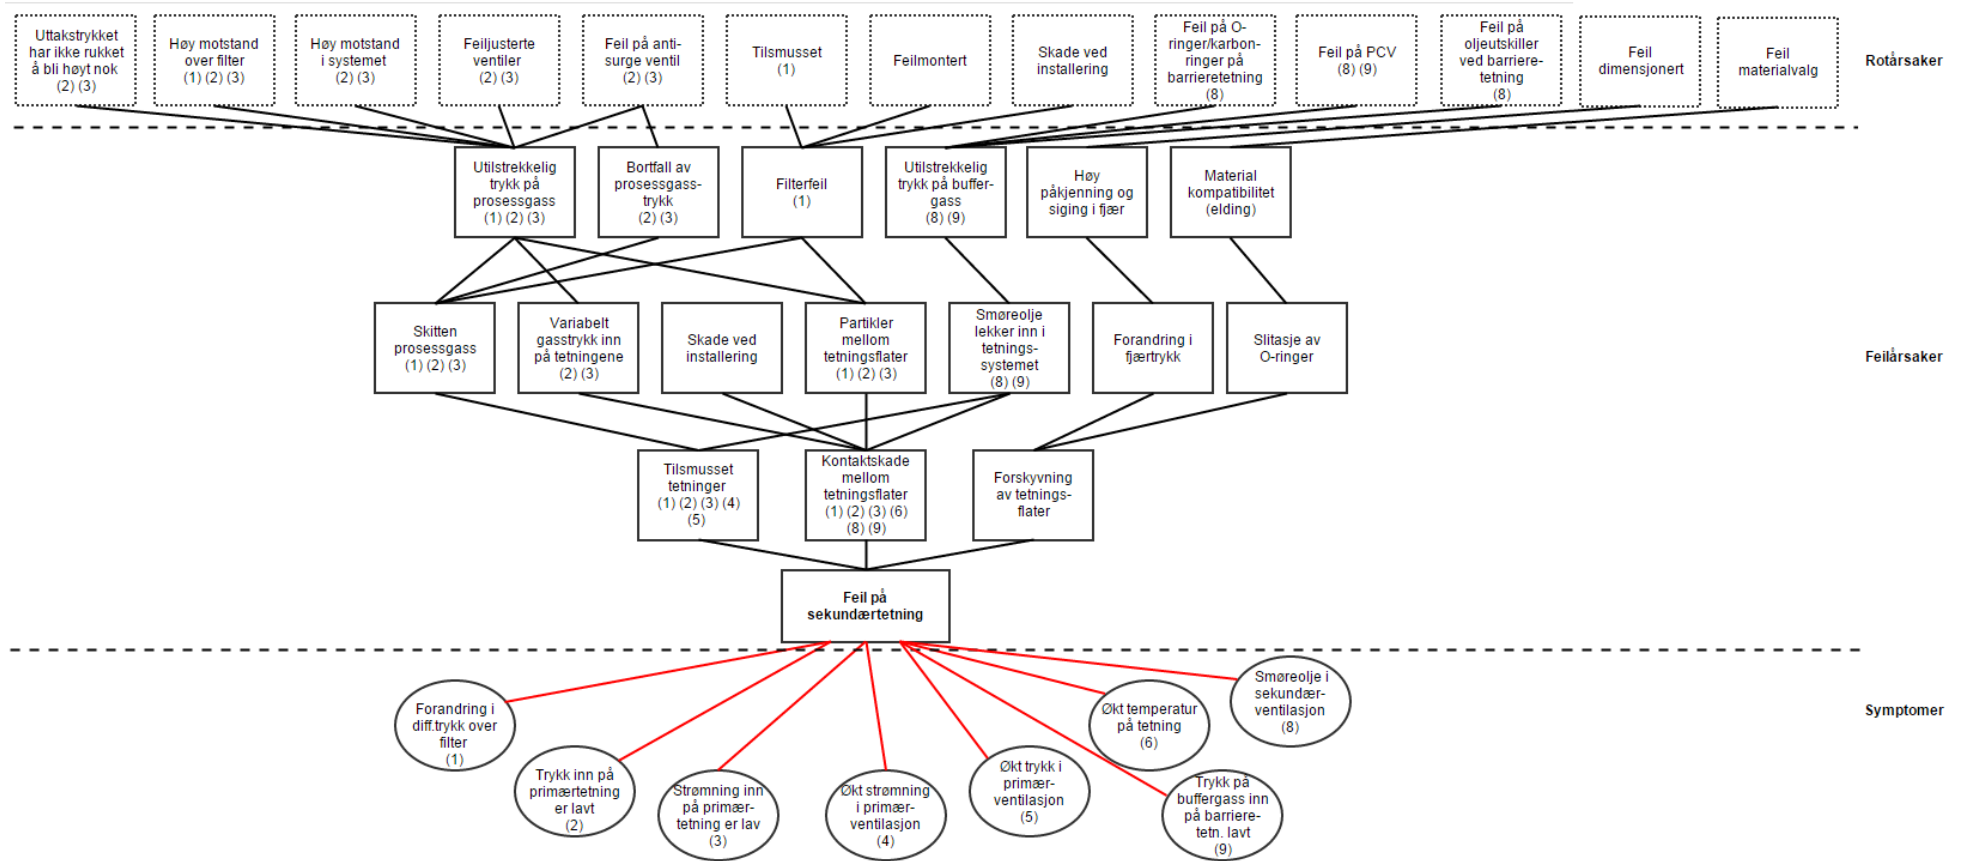 Uttakstrykket
har ikke rukket
å bli høyt nok
(2) (3)
Høy motstand
over filter
(1) (2) (3)
Høy motstand
i systemet
(2) (3)
Feiljusterte
ventiler
(2) (3)
Feil på anti-
surge ventil
(2) (3)
Tilsmusset
(1)
Feilmontert
Skade ved
installering
Feil på O-
ringer/karbon-
ringer på
barrieretetning
(8)
Feil på PCV
(8) (9)
Feil på
oljeutskiller
ved barriere-
tetning
(8)
Feil
dimensjonert
Feil
materialvalg
Rotårsaker
Utilstrekkelig
trykk på
prosessgass
(1) (2) (3)
Bortfall av
prosessgass-
trykk
(2) (3)
Filterfeil
(1)
Utilstrekkelig
trykk på buffer-
gass
(8) (9)
Høy
påkjenning og
siging i fjær
Material
kompatibilitet
(elding)
Skitten
prosessgass
(1) (2) (3)
Variabelt
gasstrykk inn
på tetningene
(2) (3)
Skade ved
installering
Partikler
mellom
tetningsflater
(1) (2) (3)
Smøreolje
lekker inn i
tetnings-
systemet
(8) (9)
Forandring i
fjærtrykk
Slitasje av
O-ringer
Feilårsaker
Tilsmusset
tetninger
(1) (2) (3) (4)
(5)
Kontaktskade
mellom
tetningsflater
(1) (2) (3) (6)
(8) (9)
Forskyvning
av tetnings-
flater
Feil på
sekundærtetning
Forandring i
diff.trykk over
filter
(1)
Trykk inn på
primærtetning
er lavt
(2)
Strømning inn
på primær-
tetning er lav
(3)
Økt strømning
i primær-
ventilasjon
(4)
Økt trykk i
primær-
ventilasjon
(5)
Økt temperatur
på tetning
(6)
Trykk på
buffergass inn
på barriere-
tetn. lavt
(9)
Smøreolje i
sekundær-
ventilasjon
(8)
Symptomer